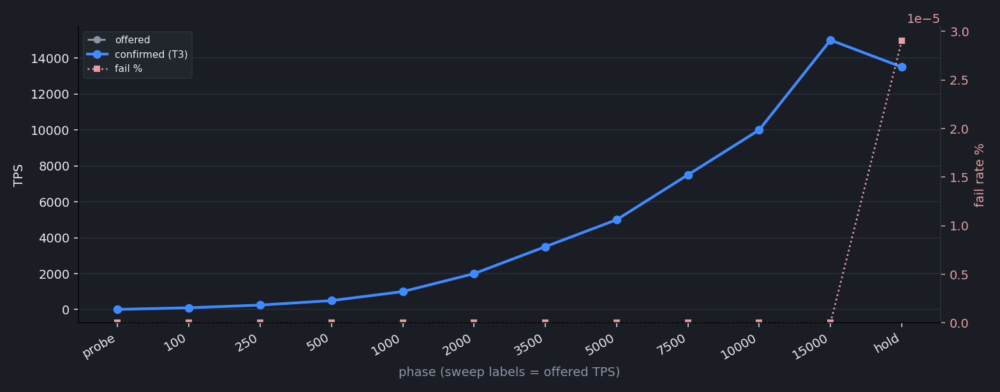 1e−5
offered
confirmed (T3)
fail %
TPS
14000
12000
10000
8000
6000
4000
2000
0
3.0
2.5
2.0
1.5
1.0
0.5
0.0
fail rate %
probe
100
250
500
1000
2000
3500
5000
7500
10000
15000
hold
phase (sweep labels = offered TPS)